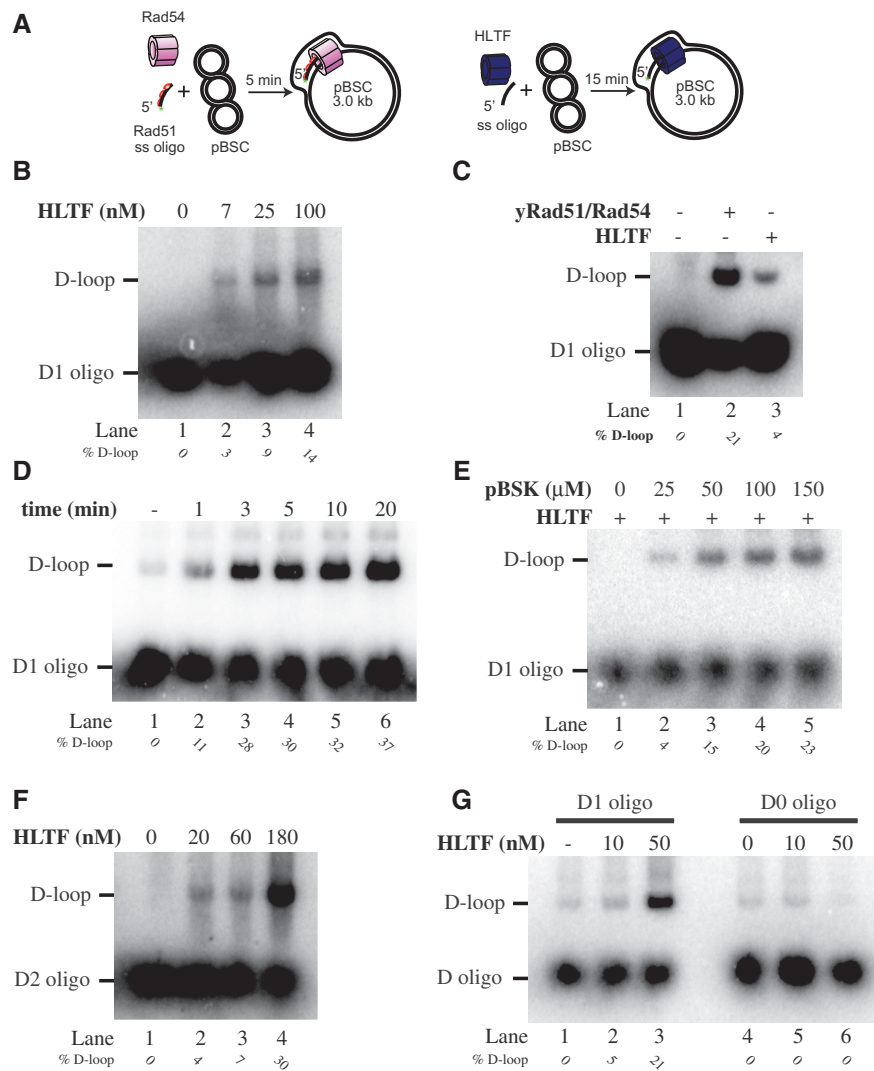 A
Rad54
5'
Rad51
ss oligo
+
pBSC
5 min
5'
pBSC
3.0 kb
HLTF
5'
ss oligo
+
pBSC
15 min
5'
pBSC
3.0 kb
B
HLTF (nM) 0 7 25 100
D-loop
D1 oligo
Lane 1 2 3 4
% D-loop 0 3 9 14
C
yRad51/Rad54 - + -
HLTF - - +
D-loop
D1 oligo
Lane 1 2 3
% D-loop 0 21 4
D
time (min) - 1 3 5 10 20
D-loop
D1 oligo
Lane 1 2 3 4 5 6
% D-loop 0 11 28 30 32 37
E
pBSK (μM) 0 25 50 100 150
HLTF + + + + +
D-loop
D1 oligo
Lane 1 2 3 4 5
% D-loop 0 4 15 20 23
F
HLTF (nM) 0 20 60 180
D-loop
D2 oligo
Lane 1 2 3 4
% D-loop 0 4 7 30
G
D1 oligo D0 oligo
HLTF (nM) - 10 50 0 10 50
D-loop
D oligo
Lane 1 2 3 4 5 6
% D-loop 0 5 21 0 0 0